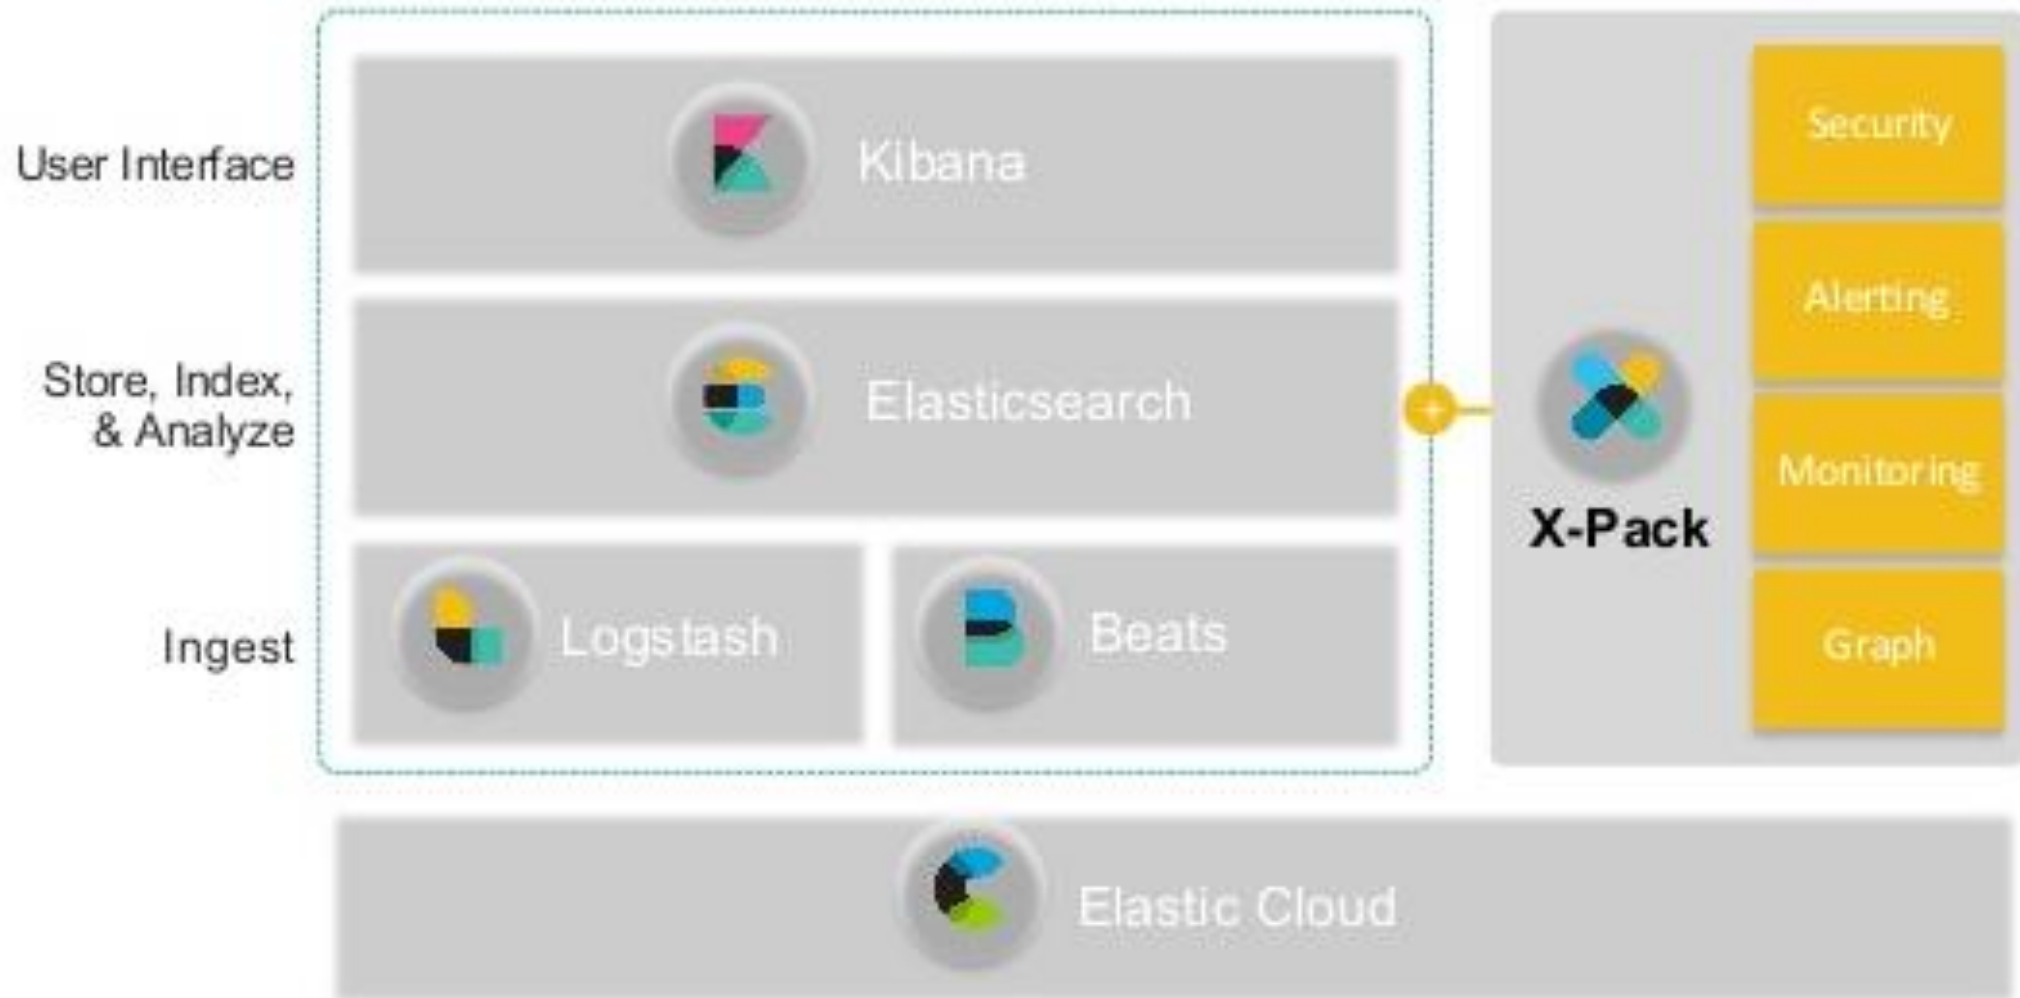 User Interface
Kibana
Store, Index,
& Analyze
Elasticsearch
Ingest
Logstash
Beats
+
X-Pack
Security
Alerting
Monitoring
Graph
Elastic Cloud